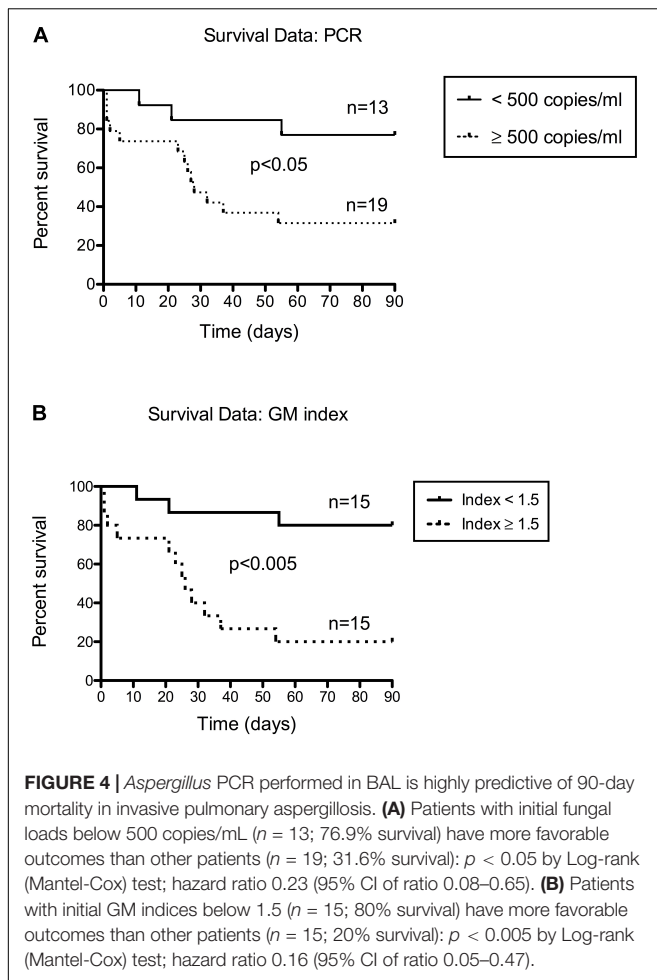 A
Survival Data: PCR
100
80
60
40
20
0
Percent survival
n=13
p<0.05
n=19
0 10 20 30 40 50 60 70 80 90
Time (days)
< 500 copies/ml
≥ 500 copies/ml
B
Survival Data: GM index
100
80
60
40
20
0
Percent survival
n=15
p<0.005
n=15
0 10 20 30 40 50 60 70 80 90
Time (days)
Index < 1.5
Index ≥ 1.5
FIGURE 4 | Aspergillus PCR performed in BAL is highly predictive of 90-day
mortality in invasive pulmonary aspergillosis. (A) Patients with initial fungal
loads below 500 copies/mL (n = 13; 76.9% survival) have more favorable
outcomes than other patients (n = 19; 31.6% survival): p < 0.05 by Log-rank
(Mantel-Cox) test; hazard ratio 0.23 (95% CI of ratio 0.08–0.65). (B) Patients
with initial GM indices below 1.5 (n = 15; 80% survival) have more favorable
outcomes than other patients (n = 15; 20% survival): p < 0.005 by Log-rank
(Mantel-Cox) test; hazard ratio 0.16 (95% CI of ratio 0.05–0.47).